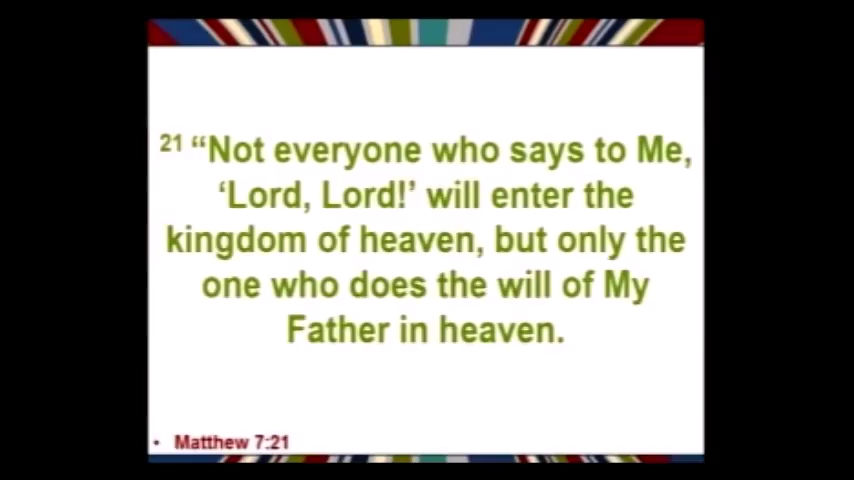 21 “Not everyone who says to Me,
‘Lord, Lord!’ will enter the
kingdom of heaven, but only the
one who does the will of My
Father in heaven.
• Matthew 7:21